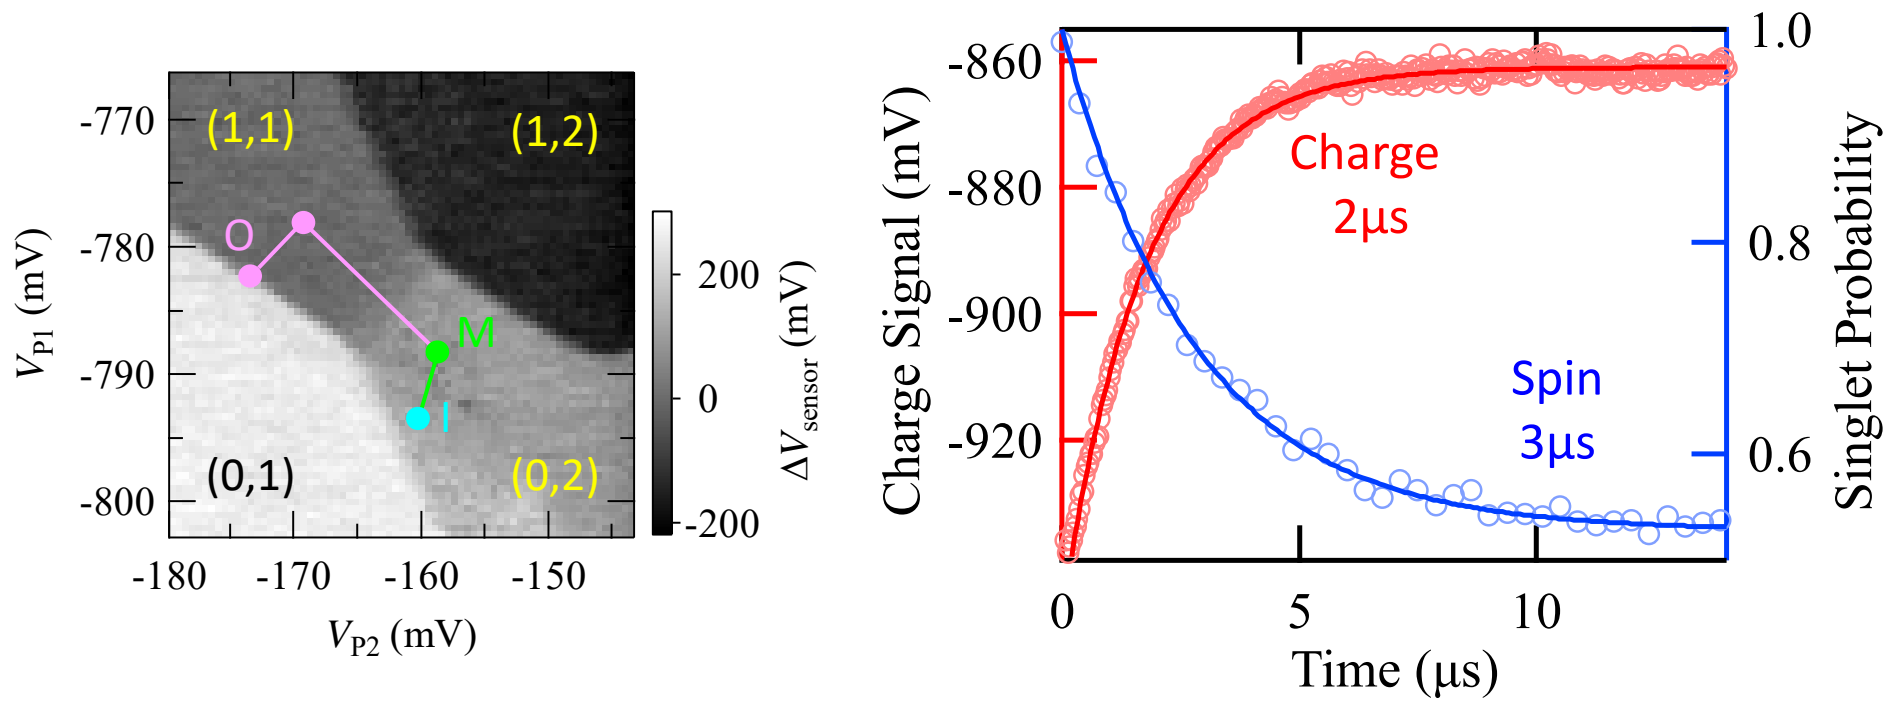 -770
-780
-790
-800
V_P1 (mV)
(1,1)
(1,2)
O
M
I
(0,1)
(0,2)
-180
-170
-160
-150
V_P2 (mV)
200
0
-200
ΔV_sensor (mV)
-860
-880
-900
-920
Charge Signal (mV)
Charge
2μs
Spin
3μs
1.0
0.8
0.6
Singlet Probability
0
5
10
Time (μs)